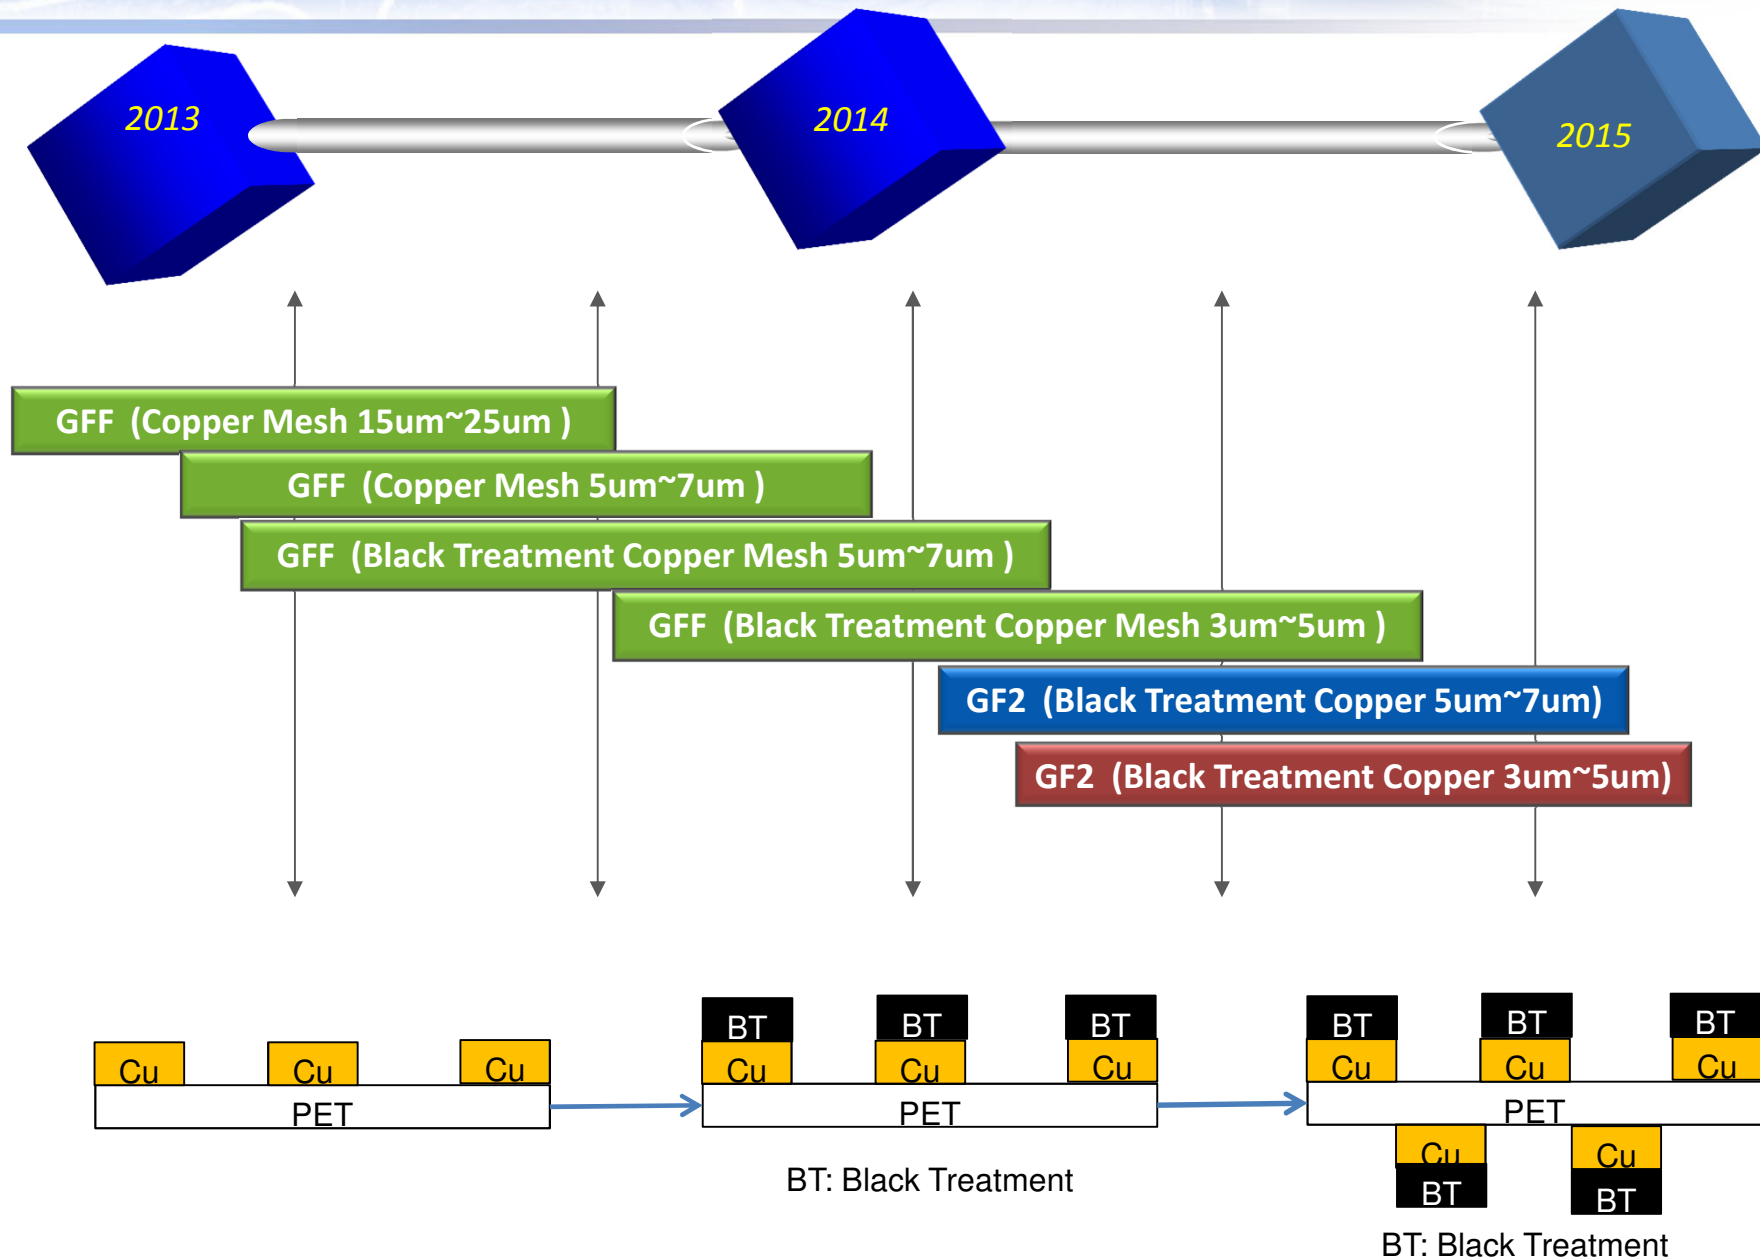 2013
2014
2015
GFF (Copper Mesh 15um~25um )
GFF (Copper Mesh 5um~7um )
GFF (Black Treatment Copper Mesh 5um~7um )
GFF (Black Treatment Copper Mesh 3um~5um )
GF2 (Black Treatment Copper 5um~7um)
GF2 (Black Treatment Copper 3um~5um)
Cu Cu Cu
PET
BT BT BT
Cu Cu Cu
PET
BT: Black Treatment
BT BT BT
Cu Cu Cu
PET
Cu Cu
BT BT
BT: Black Treatment